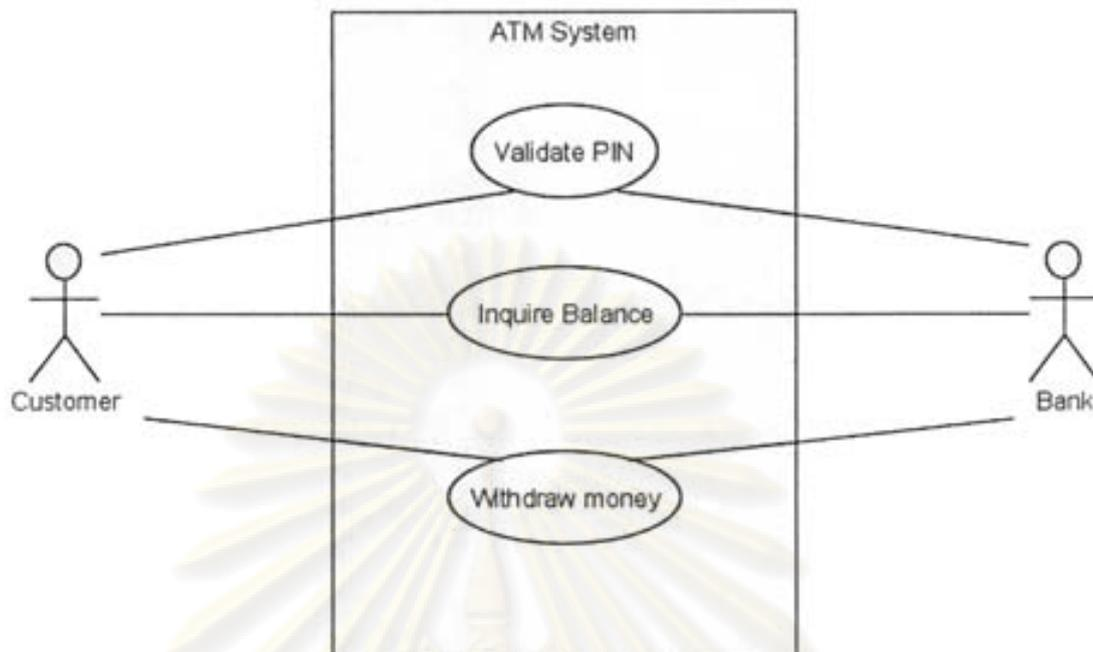 ATM System
Validate PIN
Inquire Balance
Customer
Bank
Withdraw money